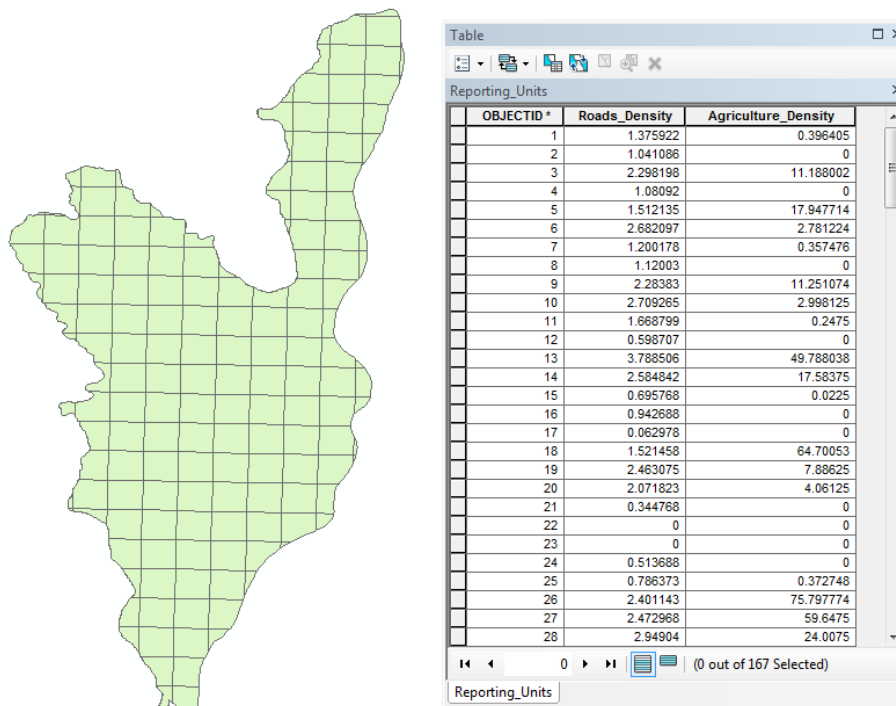 Table
Reporting_Units
OBJECTID * Roads_Density Agriculture_Density
1 1.375922 0.396405
2 1.041086 0
3 2.298198 11.188002
4 1.08092 0
5 1.512135 17.947714
6 2.682097 2.781224
7 1.200178 0.357476
8 1.12003 0
9 2.28383 11.251074
10 2.709265 2.998125
11 1.668799 0.2475
12 0.598707 0
13 3.788506 49.788038
14 2.584842 17.58375
15 0.695768 0.0225
16 0.942688 0
17 0.062978 0
18 1.521458 64.70053
19 2.463075 7.88625
20 2.071823 4.06125
21 0.344768 0
22 0 0
23 0 0
24 0.513688 0
25 0.786373 0.372748
26 2.401143 75.797774
27 2.472968 59.6475
28 2.94904 24.0075
0 (0 out of 167 Selected)
Reporting_Units